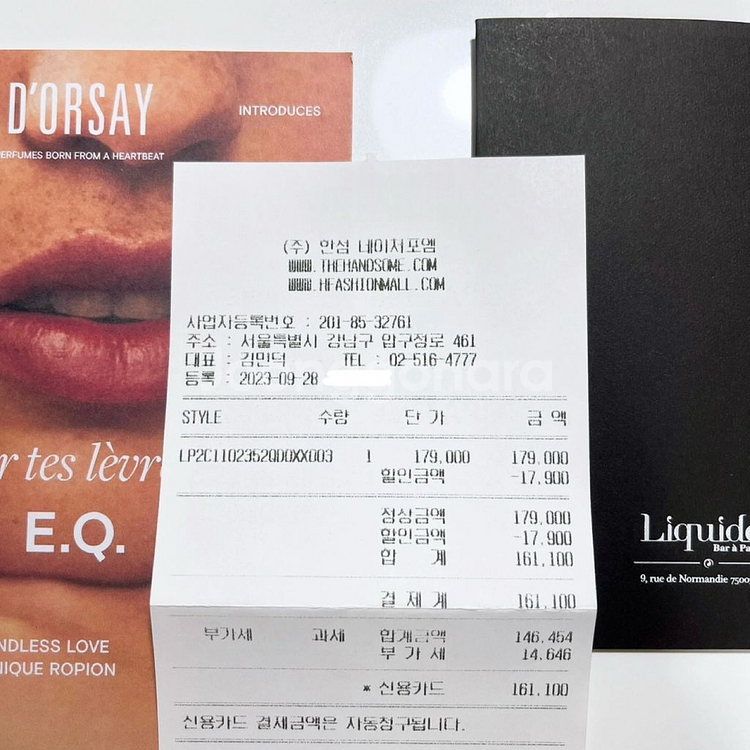 D'ORSAY
INTRODUCES
PERFUMES BORN FROM A HEARTBEAT
r tes lèvr
E.Q.
NDLESS LOVE
NIQUE ROPION
(주) 한섬 네이처포엠
WWW.THEHANDSOME.COM
WWW.HFASHIONMALL.COM
사업자등록번호 : 201-85-32761
주소 : 서울특별시 강남구 압구정로 461
대표 : 김민덕 TEL : 02-516-4777
등록 : 2023-09-28
STYLE 수량 단 가 금 액
LP2C1102352QDOXX003 1 179,000 179,000
할인금액 -17,900
정상금액 179,000
할인금액 -17,900
합 계 161,100
결 제 계 161,100
부가세 과세 합계금액 146,454
부 가 세 14,646
* 신용카드 161,100
신용카드 결제금액은 자동청구됩니다.
Liquide
Bar à Pa
9, rue de Normandie 7500